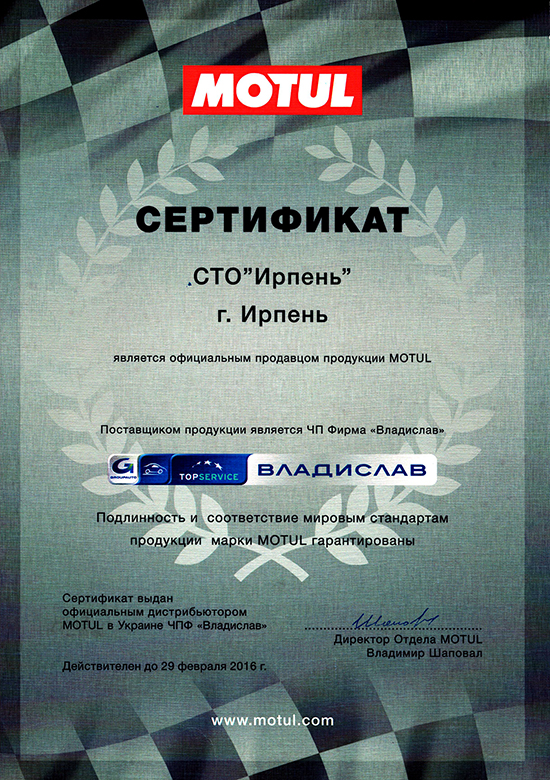 MOTUL
СЕРТИФИКАТ
СТО"Ирпень"
г. Ирпень
является официальным продавцом продукции MOTUL
Поставщиком продукции является ЧП Фирма «Владислав»
G GROUPAUTO TOPSERVICE ВЛАДИСЛАВ
Подлинность и соответствие мировым стандартам
продукции марки MOTUL гарантированы
Сертификат выдан
официальным дистрибьютором
MOTUL в Украине ЧПФ «Владислав»
Директор Отдела MOTUL
Владимир Шаповал
Действителен до 29 февраля 2016 г.
www.motul.com